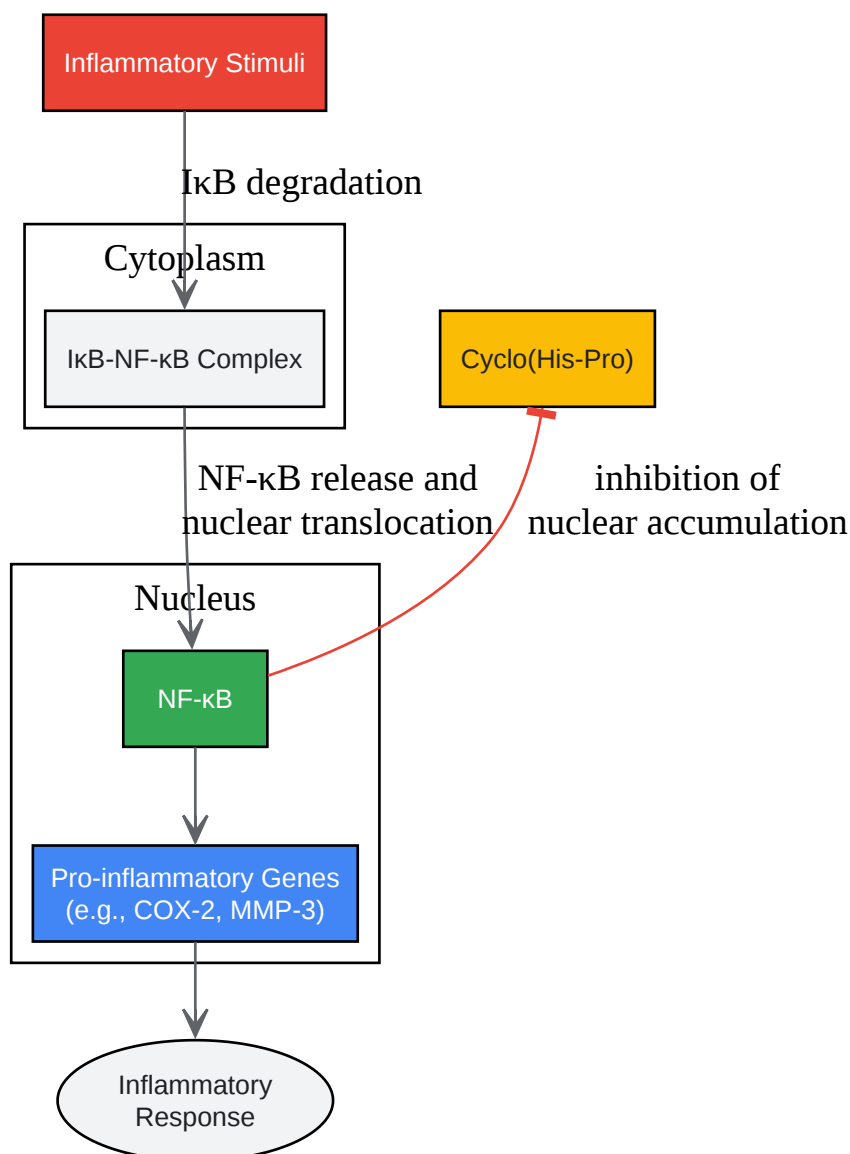 Inflammatory Stimuli
IκB degradation
Cytoplasm
IκB-NF-κB Complex
Cyclo(His-Pro)
NF-κB release and
nuclear translocation
inhibition of
nuclear accumulation
Nucleus
NF-κB
Pro-inflammatory Genes
(e.g., COX-2, MMP-3)
Inflammatory
Response